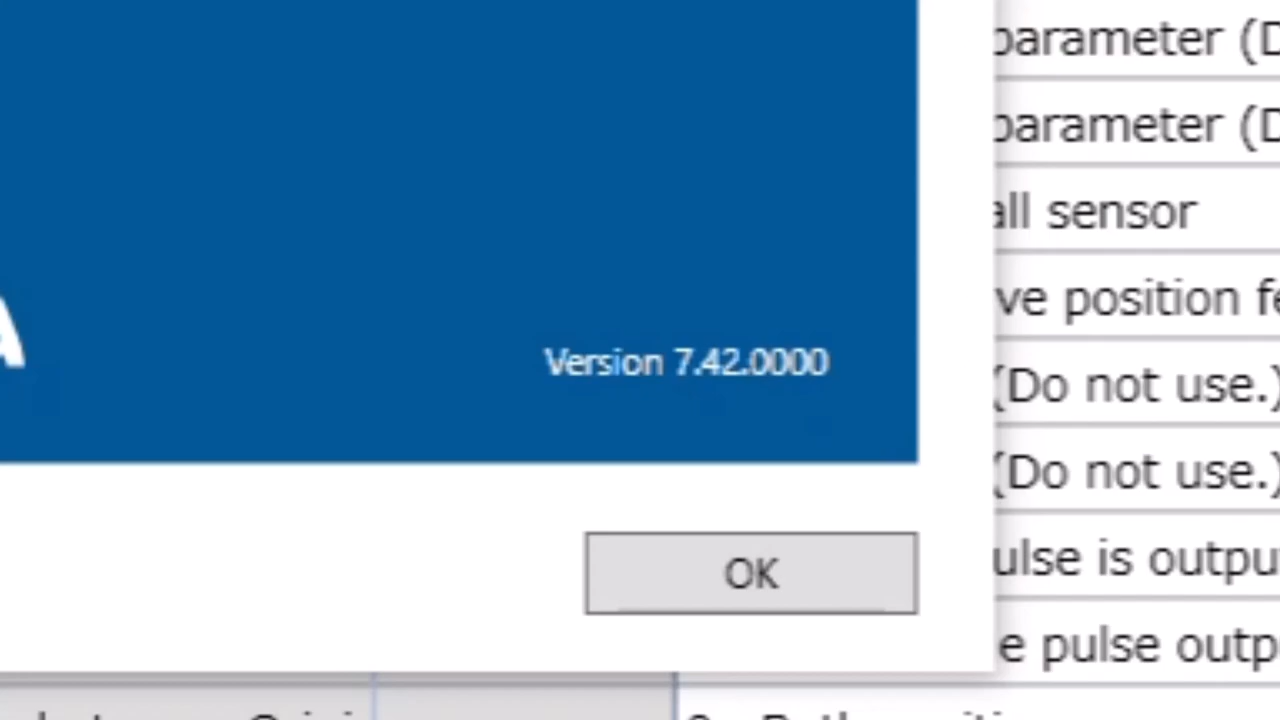 parameter (D
parameter (D
all sensor
ve position fe
(Do not use.)
(Do not use.)
ulse is outpu
e pulse outp
A
Version 7.42.0000
OK